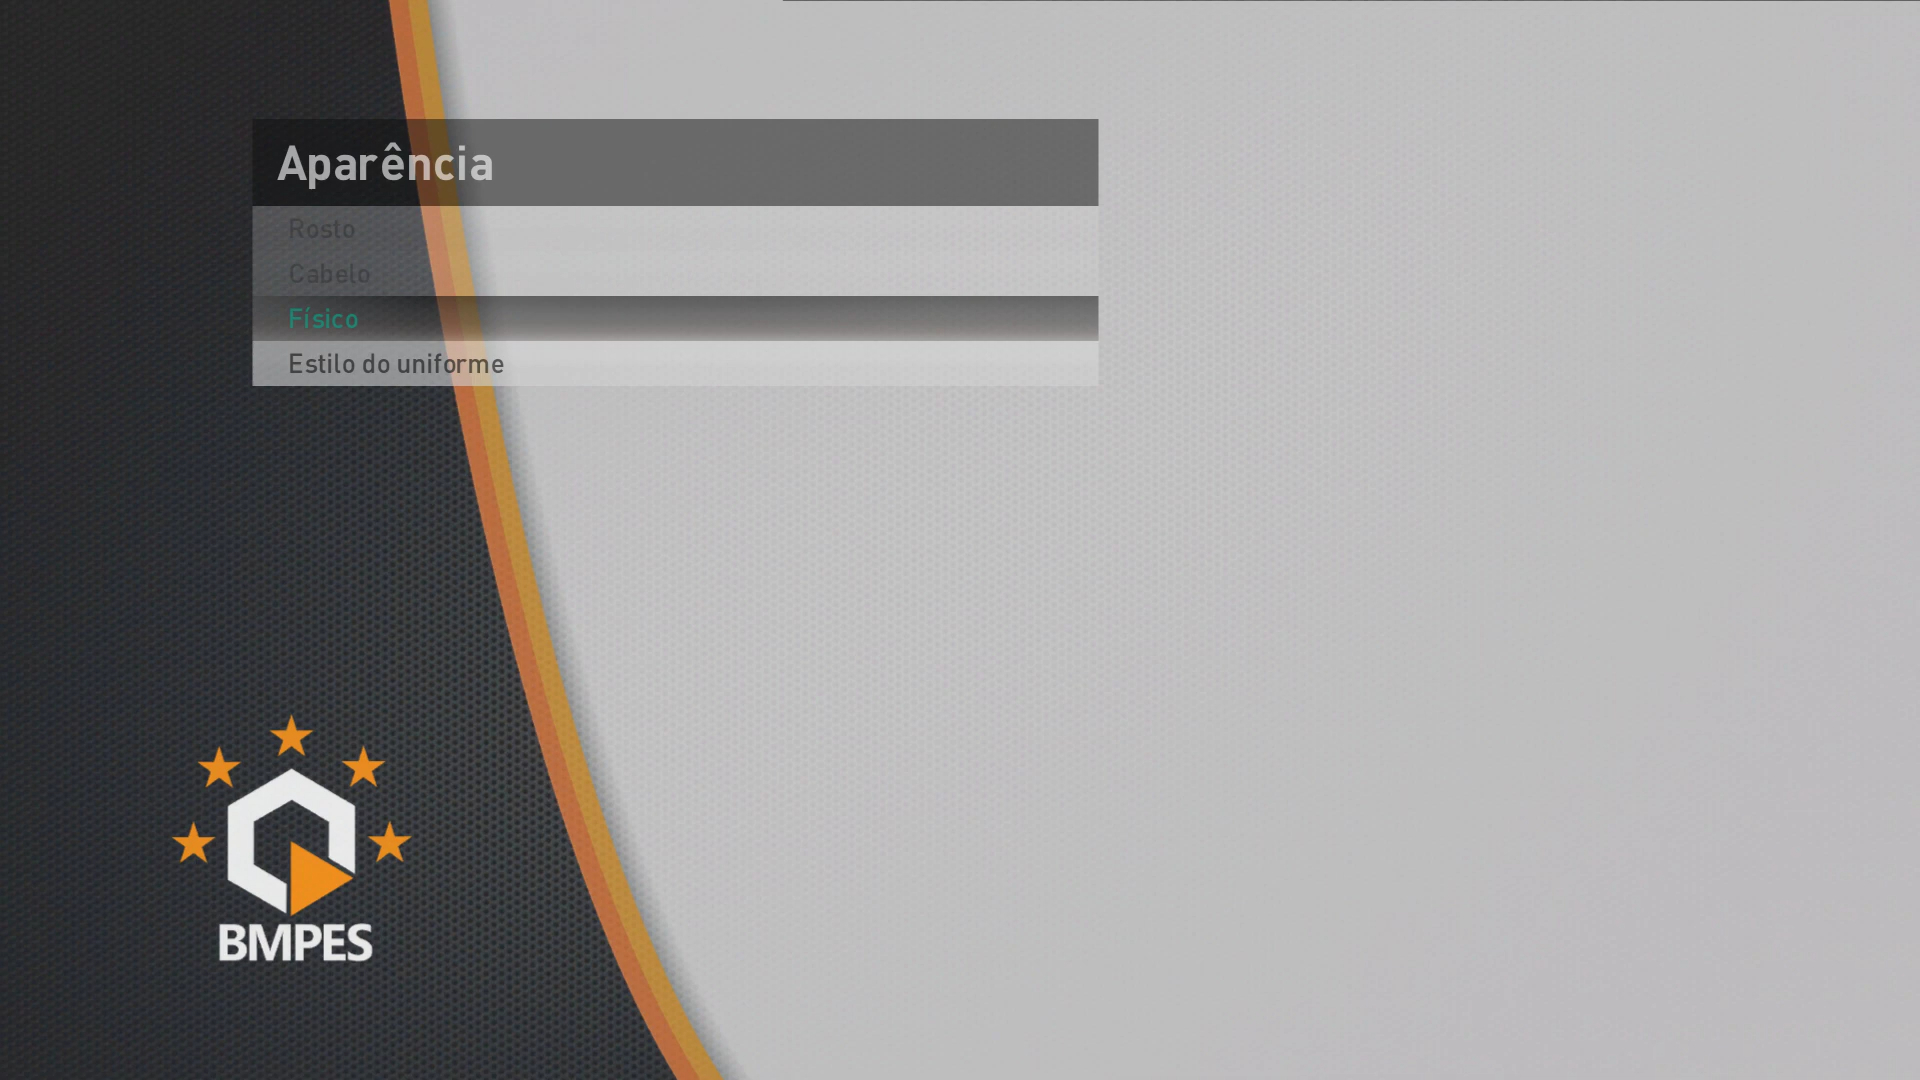 Aparência
Rosto
Cabelo
Físico
Estilo do uniforme
BMPES